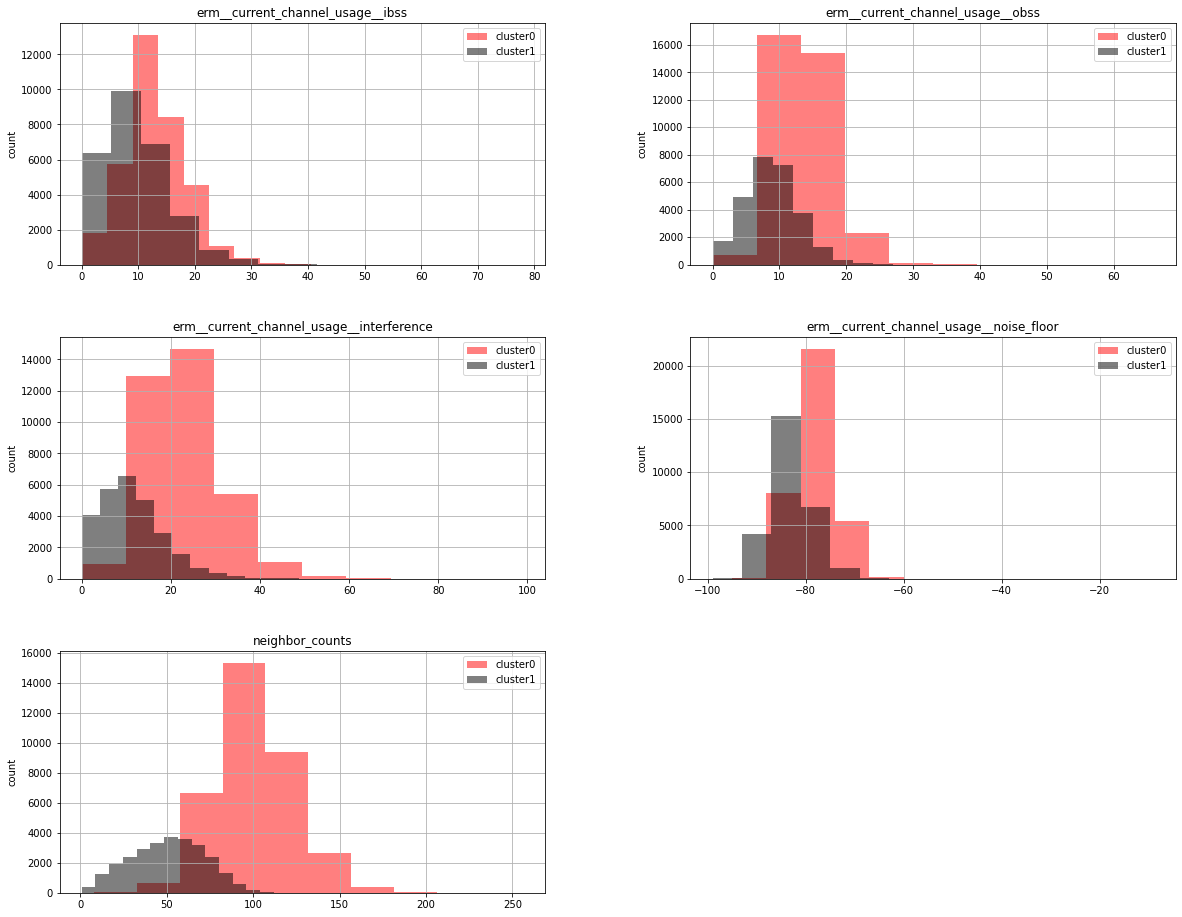 erm__current_channel_usage__ibss
count
12000
10000
8000
6000
4000
2000
0
0 10 20 30 40 50 60 70 80
cluster0
cluster1
erm__current_channel_usage__obss
count
16000
14000
12000
10000
8000
6000
4000
2000
0
0 10 20 30 40 50 60
cluster0
cluster1
erm__current_channel_usage__interference
count
14000
12000
10000
8000
6000
4000
2000
0
0 20 40 60 80 100
cluster0
cluster1
erm__current_channel_usage__noise_floor
count
20000
15000
10000
5000
0
−100 −80 −60 −40 −20
cluster0
cluster1
neighbor_counts
count
16000
14000
12000
10000
8000
6000
4000
2000
0
0 50 100 150 200 250
cluster0
cluster1